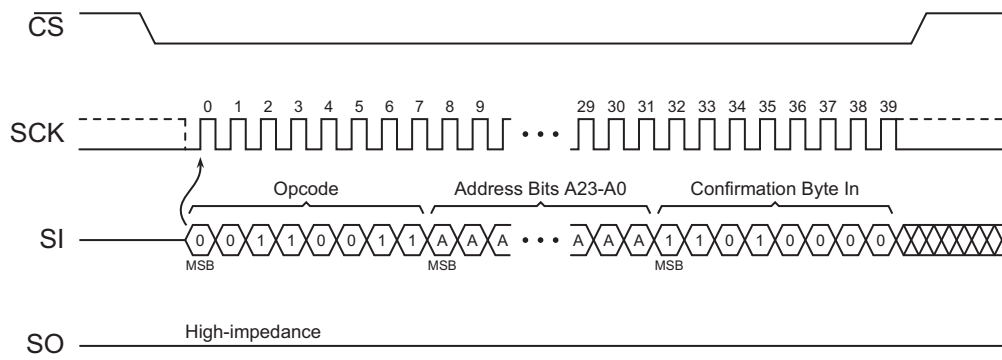 CS
0 1 2 3 4 5 6 7 8 9 29 30 31 32 33 34 35 36 37 38 39
SCK
Opcode Address Bits A23-A0 Confirmation Byte In
SI 0 0 1 1 0 0 1 1 A A A A A A 1 1 0 1 0 0 0 0
MSB MSB MSB
High-impedance
SO